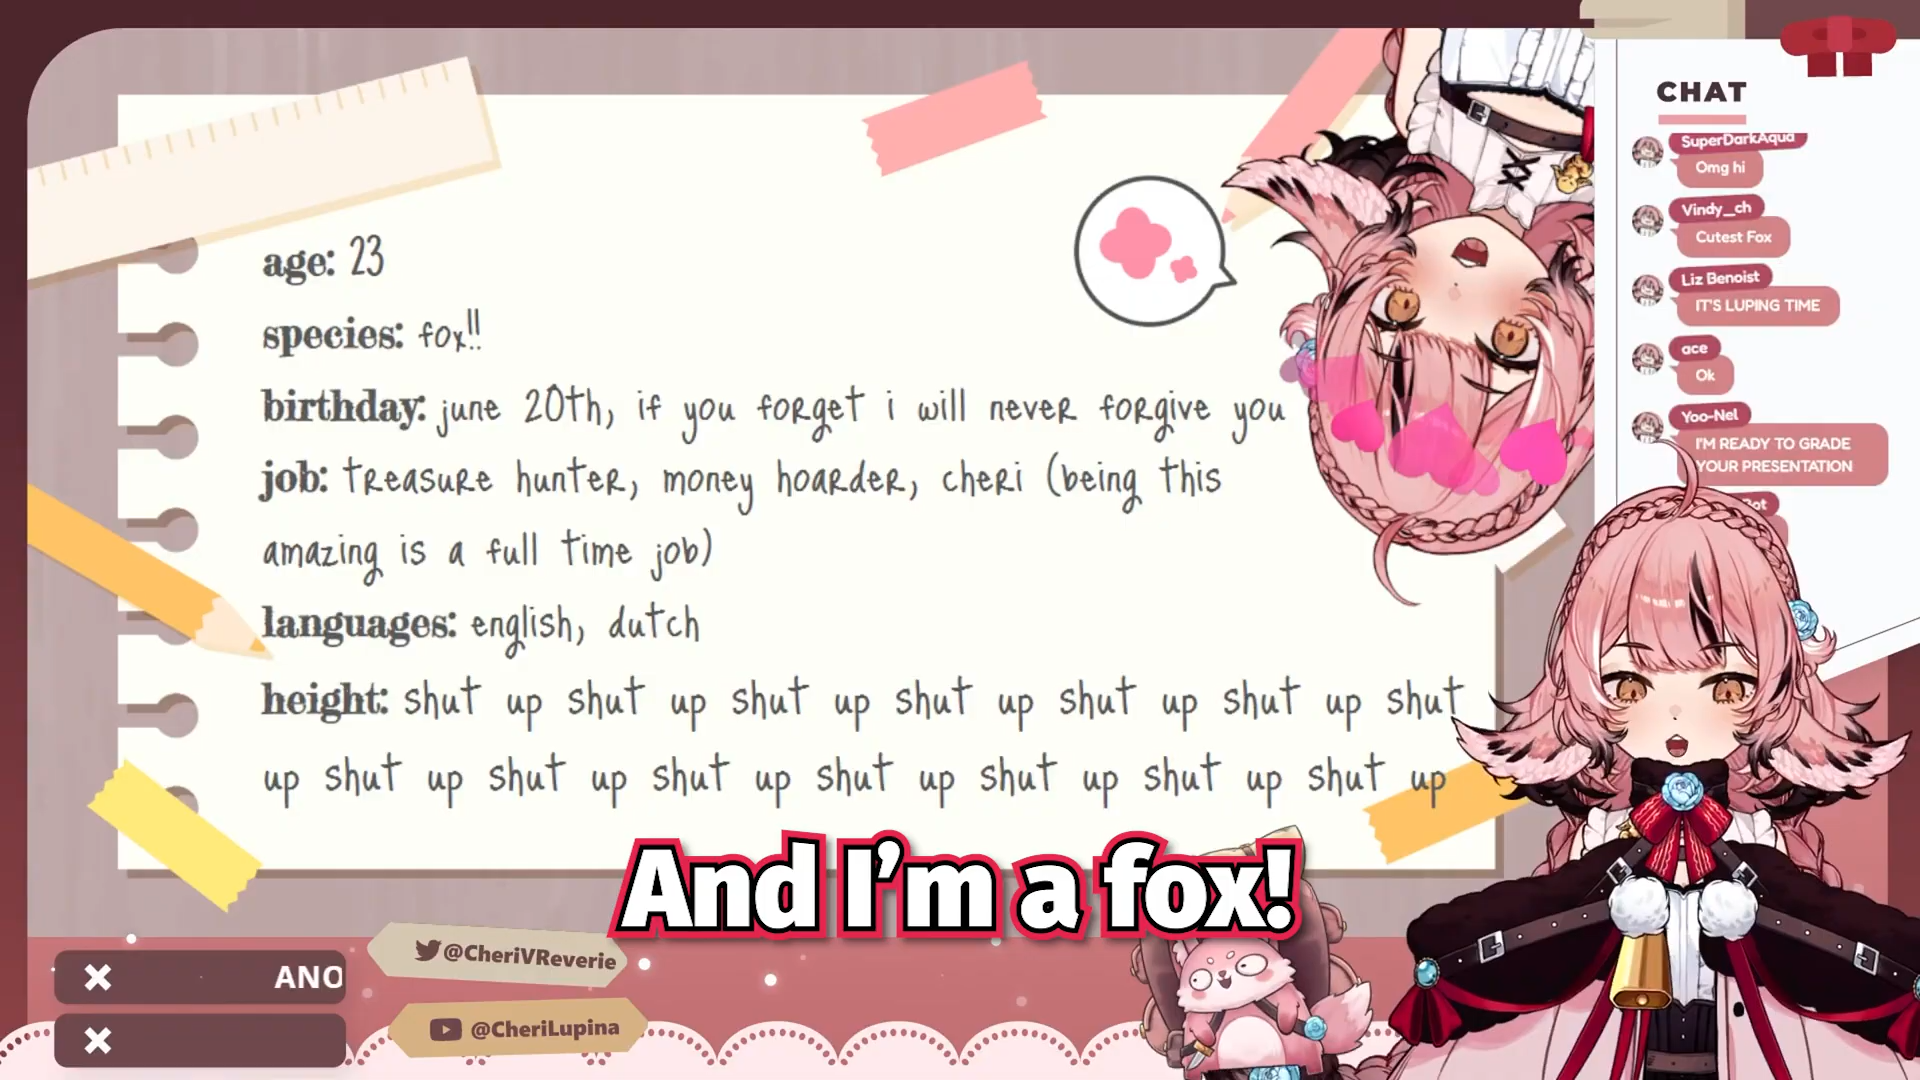 age: 23
species: fox!!
birthday: june 20th, if you forget i will never forgive you
job: treasure hunter, money hoarder, cheri (being this
amazing is a full time job)
languages: english, dutch
height: shut up shut up shut up shut up shut up shut up shut
up shut up shut up shut up shut up shut up shut up shut up
And I'm a fox!
CHAT
SuperDarkAqua
Omg hi
Vindy_ch
Cutest Fox
Liz Benoist
IT'S LUPING TIME
ace
Ok
Yoo-Nel
I'M READY TO GRADE
YOUR PRESENTATION
ANO
@CheriVReverie
@CheriLupina